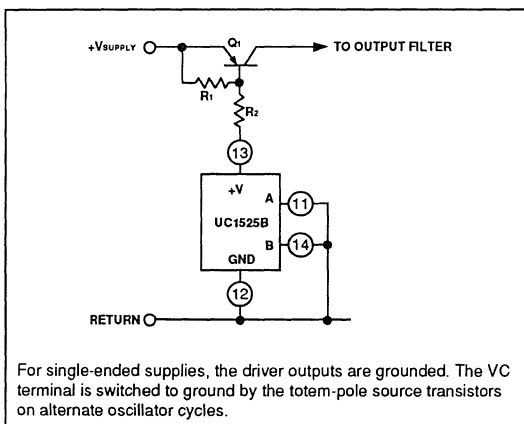 +VSUPPLY
Q1
TO OUTPUT FILTER
R1
R2
13
+V
A
11
UC1525B
B
14
GND
12
RETURN
For single-ended supplies, the driver outputs are grounded. The VC
terminal is switched to ground by the totem-pole source transistors
on alternate oscillator cycles.